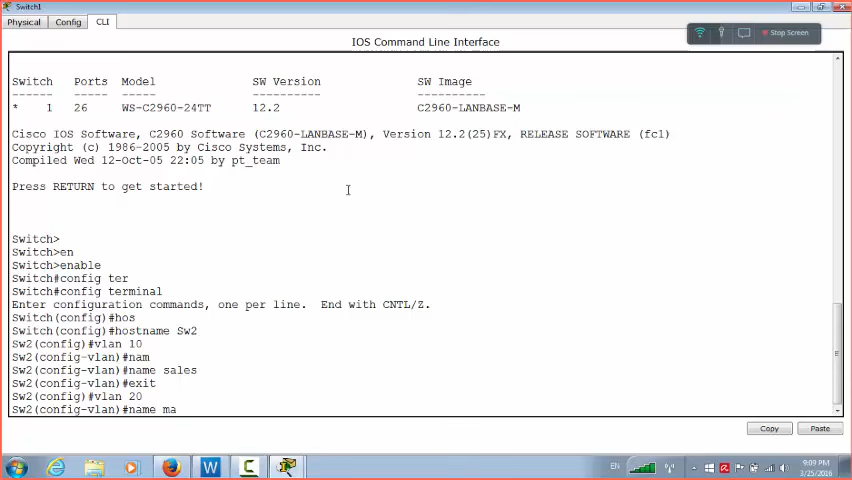 Switch1
Physical Config CLI
Stop Screen
IOS Command Line Interface
Switch Ports Model SW Version SW Image
------ ----- ----- ---------- ----------
* 1 26 WS-C2960-24TT 12.2 C2960-LANBASE-M
Cisco IOS Software, C2960 Software (C2960-LANBASE-M), Version 12.2(25)FX, RELEASE SOFTWARE (fc1)
Copyright (c) 1986-2005 by Cisco Systems, Inc.
Compiled Wed 12-Oct-05 22:05 by pt_team
Press RETURN to get started!
Switch>
Switch>en
Switch>enable
Switch#config ter
Switch#config terminal
Enter configuration commands, one per line. End with CNTL/Z.
Switch(config)#hos
Switch(config)#hostname Sw2
Sw2(config)#vlan 10
Sw2(config-vlan)#nam
Sw2(config-vlan)#name sales
Sw2(config-vlan)#exit
Sw2(config)#vlan 20
Sw2(config-vlan)#name ma
Copy Paste
EN
9:09 PM
3/25/2016